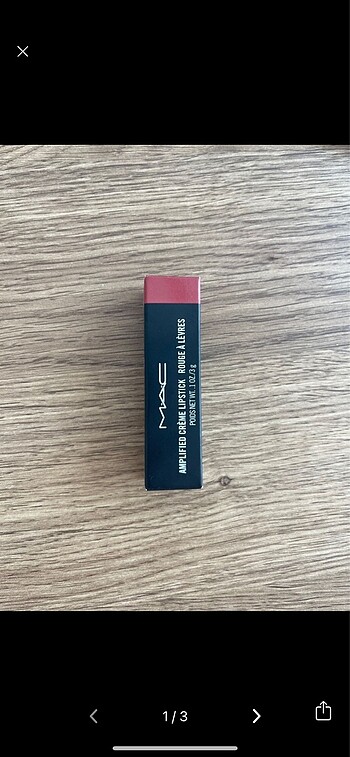 MAC
AMPLIFIED CRÈME LIPSTICK ROUGE À LÈVRES
POIDS NET WT. .1 OZ./3 g
1/3